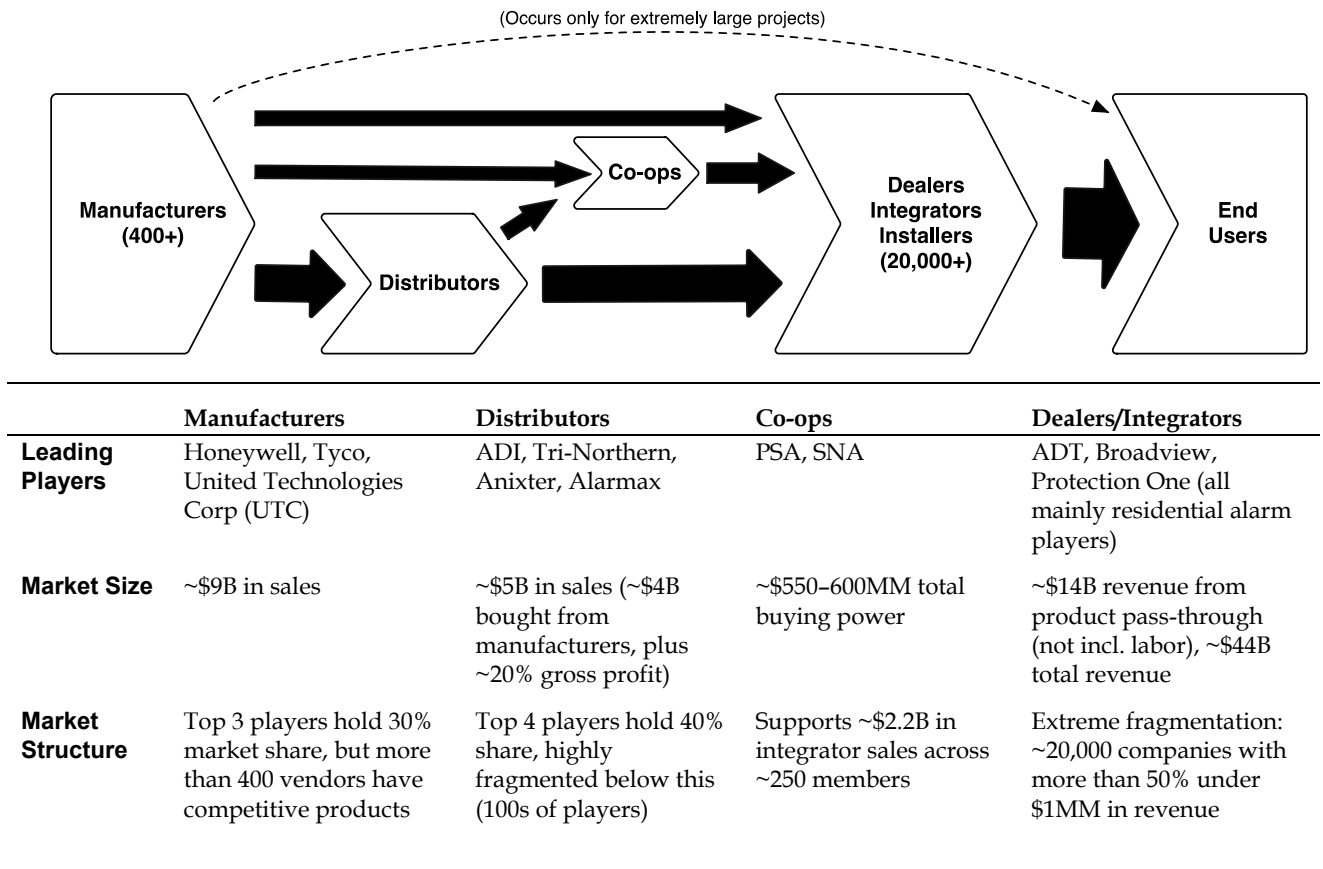 (Occurs only for extremely large projects)
Manufacturers
(400+)
Distributors
Co-ops
Dealers
Integrators
Installers
(20,000+)
End
Users
Manufacturers Distributors Co-ops Dealers/Integrators
Leading
Players
Honeywell, Tyco,
United Technologies
Corp (UTC)
ADI, Tri-Northern,
Anixter, Alarmax
PSA, SNA
ADT, Broadview,
Protection One (all
mainly residential alarm
players)
Market Size
~$9B in sales
~$5B in sales (~$4B
bought from
manufacturers, plus
~20% gross profit)
~$550–600MM total
buying power
~$14B revenue from
product pass-through
(not incl. labor), ~$44B
total revenue
Market
Structure
Top 3 players hold 30%
market share, but more
than 400 vendors have
competitive products
Top 4 players hold 40%
share, highly
fragmented below this
(100s of players)
Supports ~$2.2B in
integrator sales across
~250 members
Extreme fragmentation:
~20,000 companies with
more than 50% under
$1MM in revenue